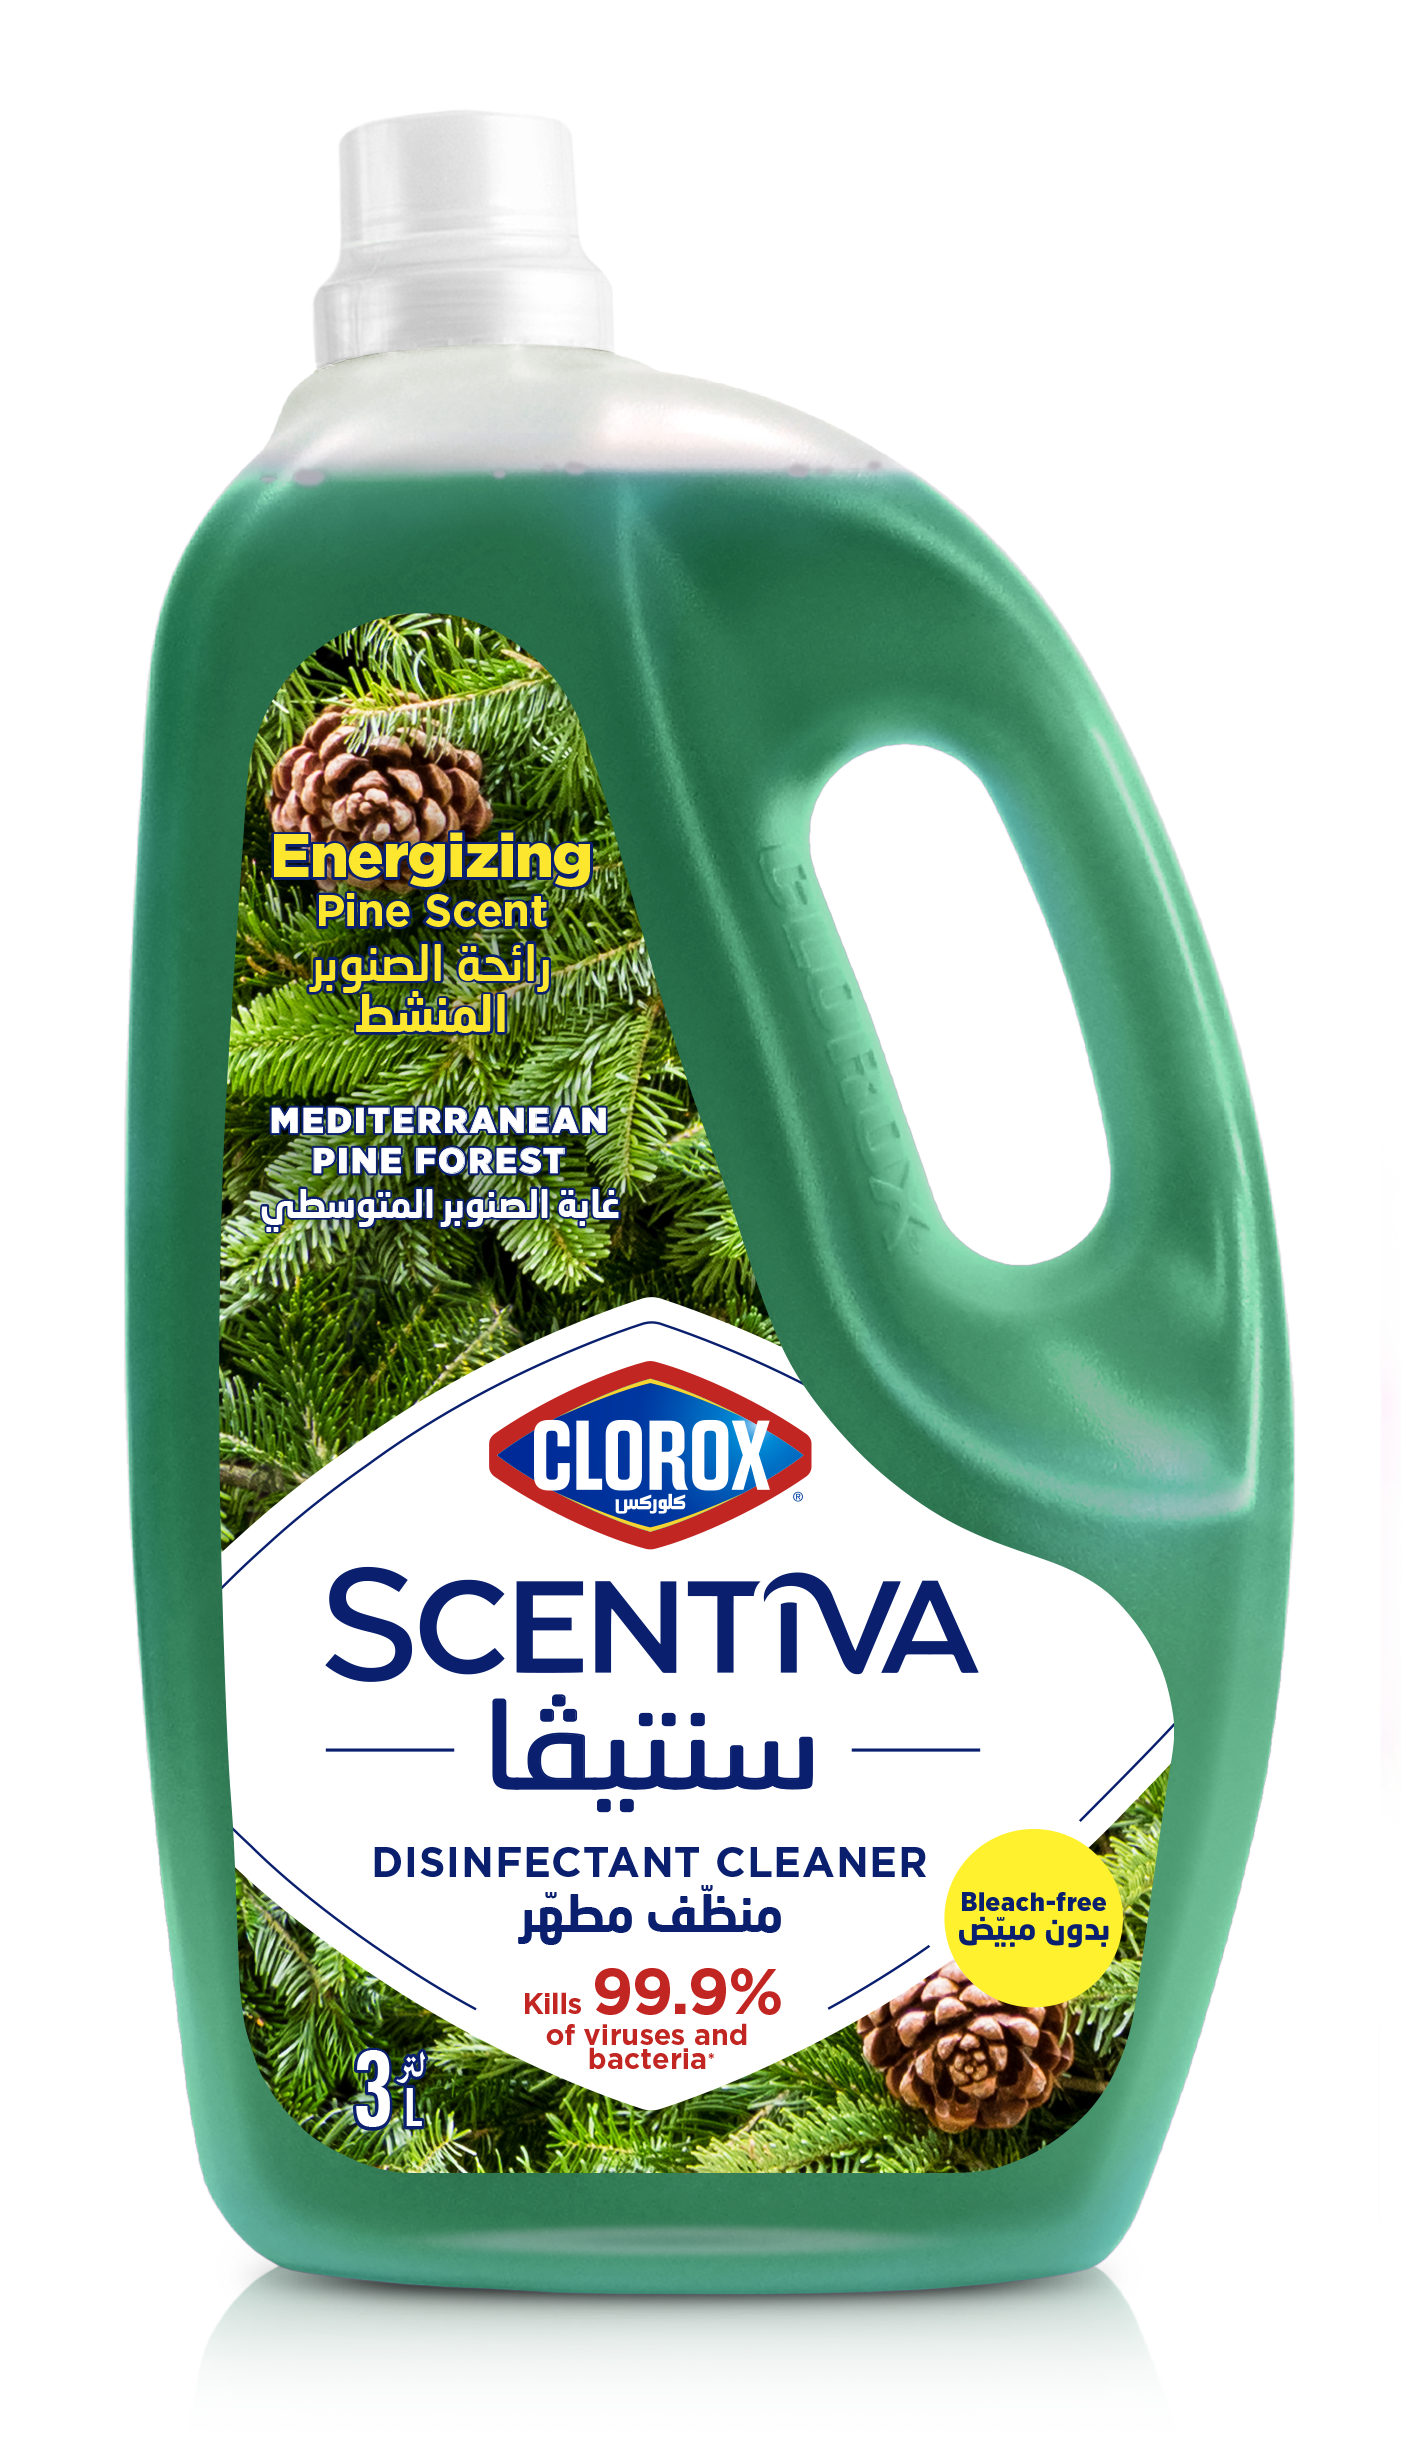 Energizing
Pine Scent
رائحة الصنوبر
المنشط
MEDITERRANEAN
PINE FOREST
غابة الصنوبر المتوسطي
CLOROX
CLOROX
كلوركس
®
SCENTIVA
سنتيڤا
DISINFECTANT CLEANER
منظّف مطهّر
Bleach-free
بدون مبيّض
Kills 99.9%
of viruses and
bacteria*
3 لتر
L